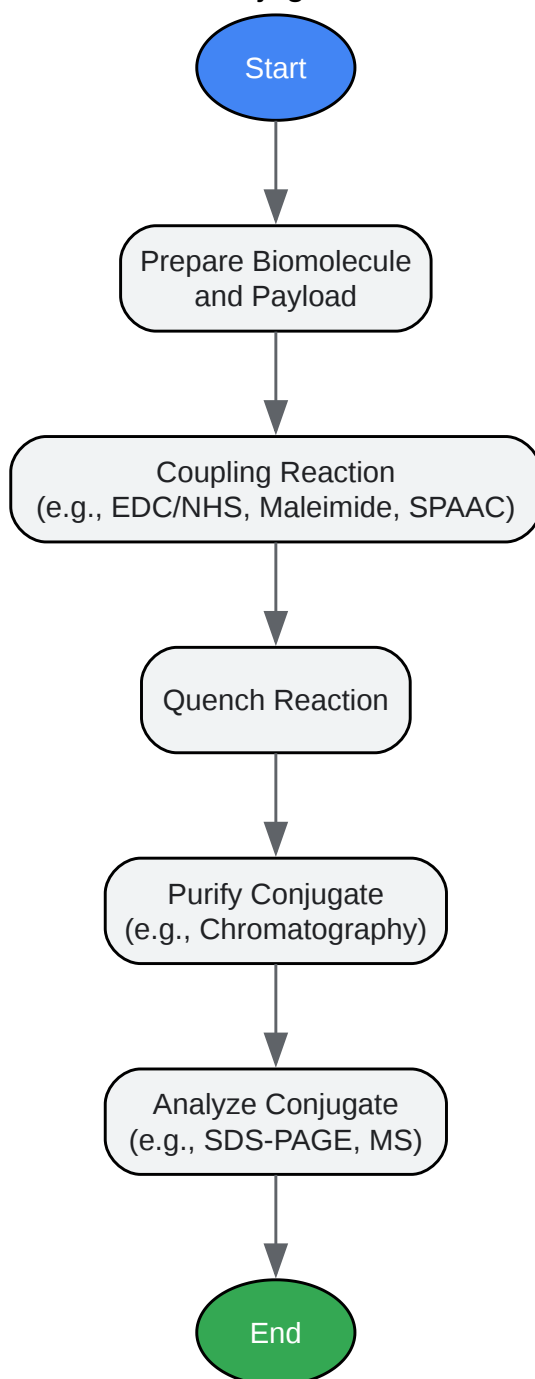 Start
Prepare Biomolecule
and Payload
Coupling Reaction
(e.g., EDC/NHS, Maleimide, SPAAC)
Quench Reaction
Purify Conjugate
(e.g., Chromatography)
Analyze Conjugate
(e.g., SDS-PAGE, MS)
End